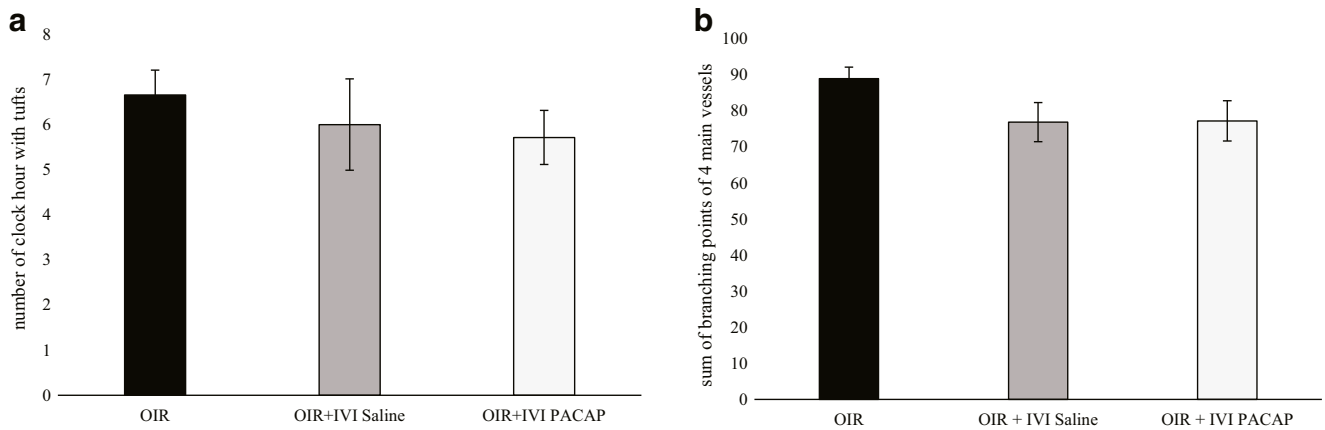 a
number of clock hour with tufts
8
7
6
5
4
3
2
1
0
OIR
OIR+IVI Saline
OIR+IVI PACAP
b
sum of branching points of 4 main vessels
100
90
80
70
60
50
40
30
20
10
0
OIR
OIR + IVI Saline
OIR + IVI PACAP